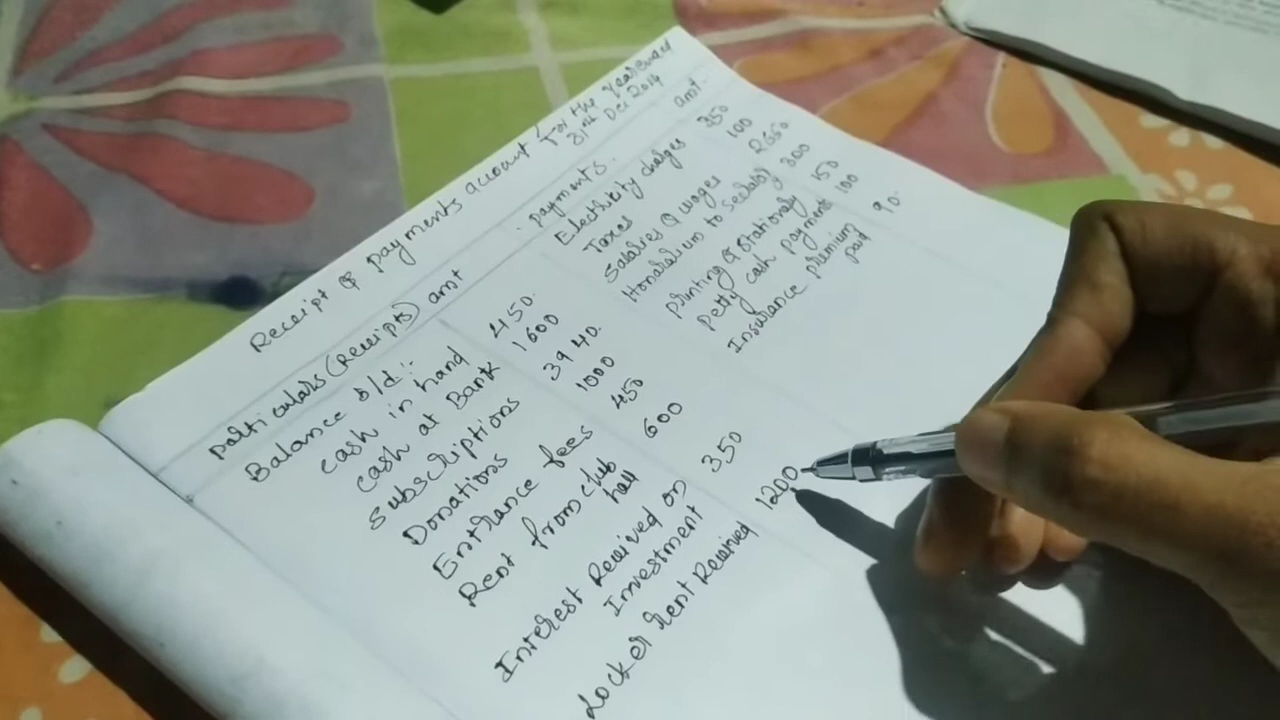 Receipt & payments account For the year ended
31st Dec 2014
particulars (Receipts) amt
Balance b/d :-
cash in hand 450.
cash at Bank 1600
Subscriptions 3940.
Donations 1000
Entrance fees 450
Rent from club 600
hall
Interest Received on 350
Investment
Locker Rent Received 1200
payments. amt.
Electricity charges 350
Taxes 100
Salaries & wages 2650.
Honorarium to secretary 300
printing & Stationary 150
petty cash payment 100
Insurance premium 90.
paid